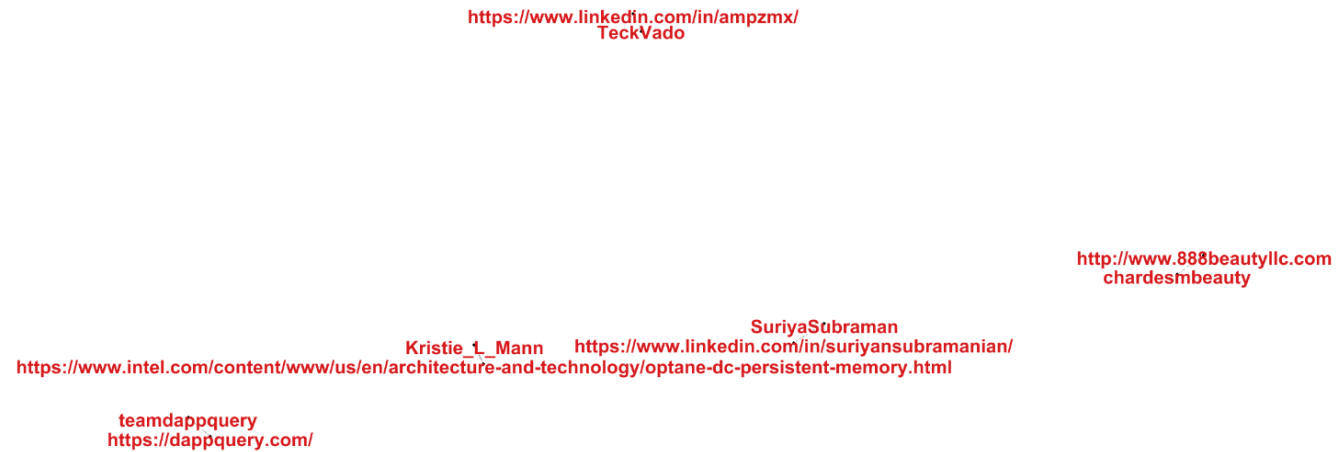 https://www.linkedin.com/in/ampzmx/
TeckVado
http://www.888beautyllc.com
chardesmbeauty
SuriyaSubraman
https://www.linkedin.com/in/suriyansubramanian/
Kristie_L_Mann
https://www.intel.com/content/www/us/en/architecture-and-technology/optane-dc-persistent-memory.html
teamdappquery
https://dappquery.com/